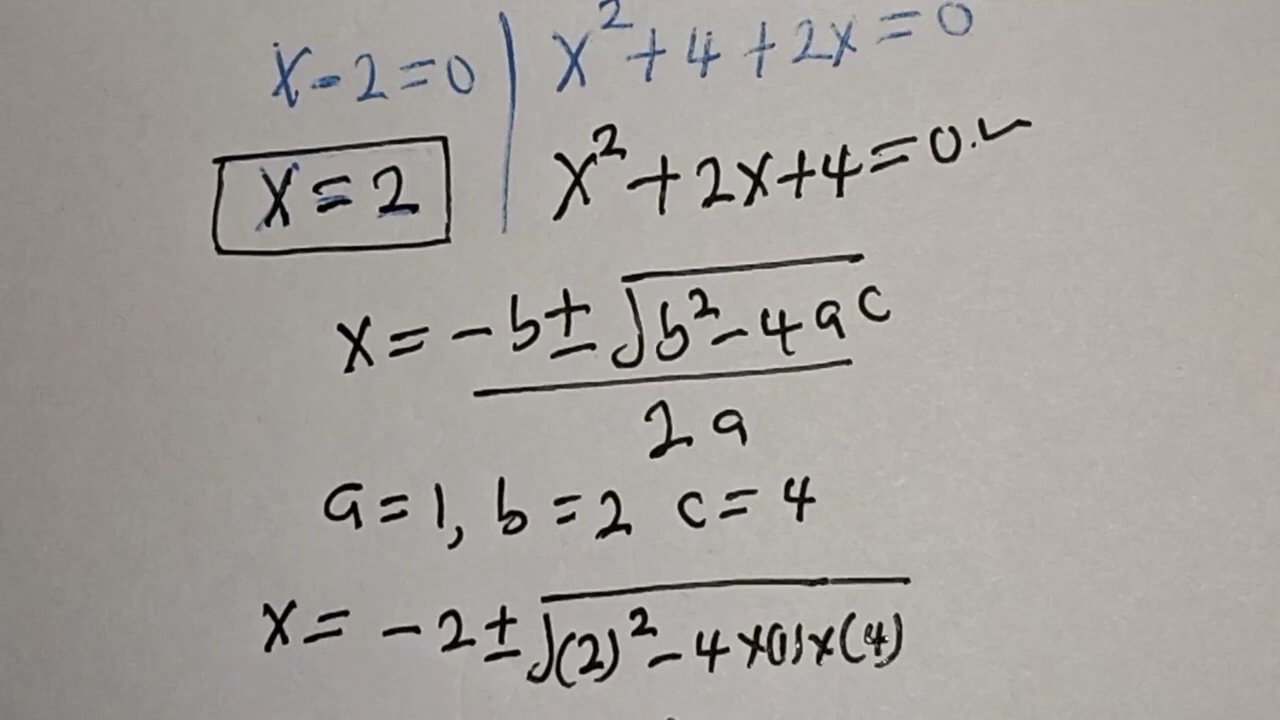 x-2=0 | x²+4+2x=0
x=2 x²+2x+4=0.
x=-b±√b²-4ac
2a
a=1, b=2 c=4
x=-2±√(2)²-4x(1)x(4)